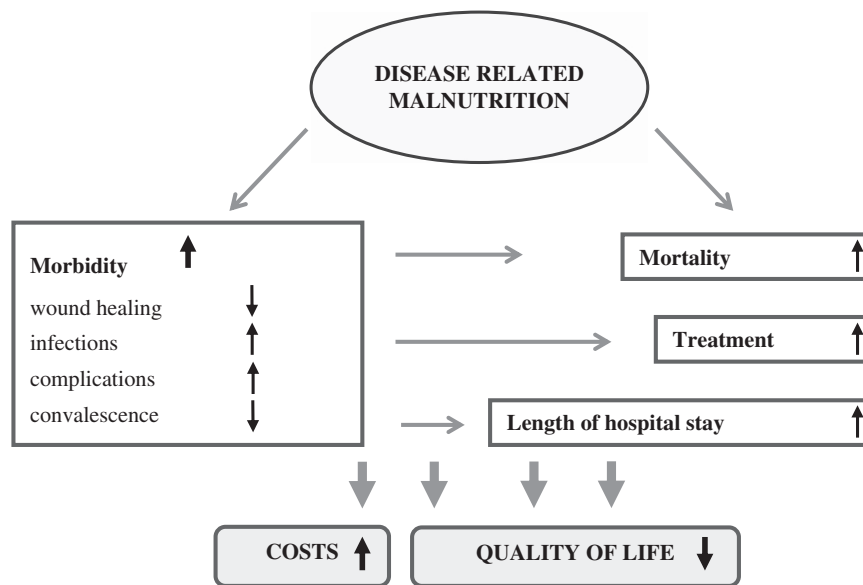 DISEASE RELATED
MALNUTRITION
Morbidity
wound healing
infections
complications
convalescence
Mortality
Treatment
Length of hospital stay
COSTS
QUALITY OF LIFE